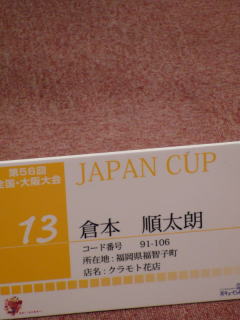 第56回
全国・大阪大会
JAPAN CUP
13
倉本 順太朗
コード番号 91-106
所在地:福岡県福智子町
店名:クラモト花店